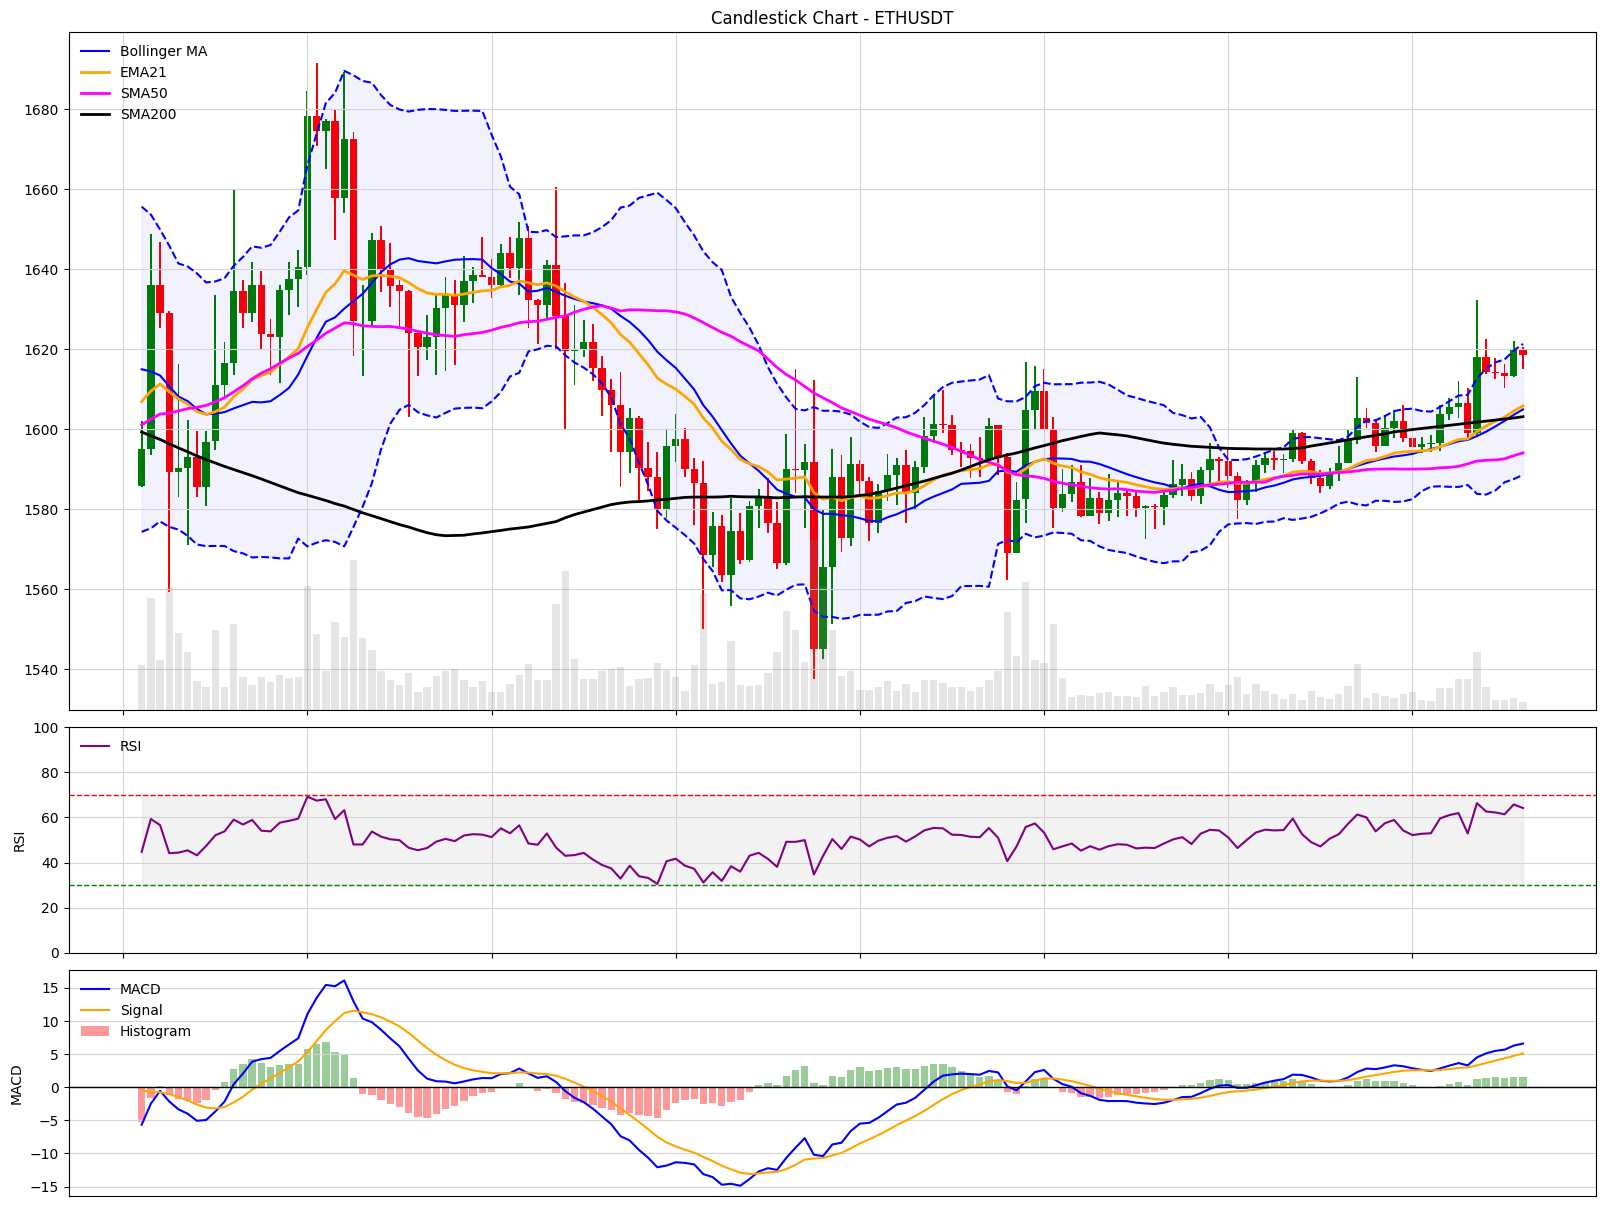 Candlestick Chart - ETHUSDT
Bollinger MA
EMA21
SMA50
SMA200
1680
1660
1640
1620
1600
1580
1560
1540
RSI
100
80
60
40
20
0
RSI
MACD
Signal
Histogram
15
10
5
0
−5
−10
−15
MACD